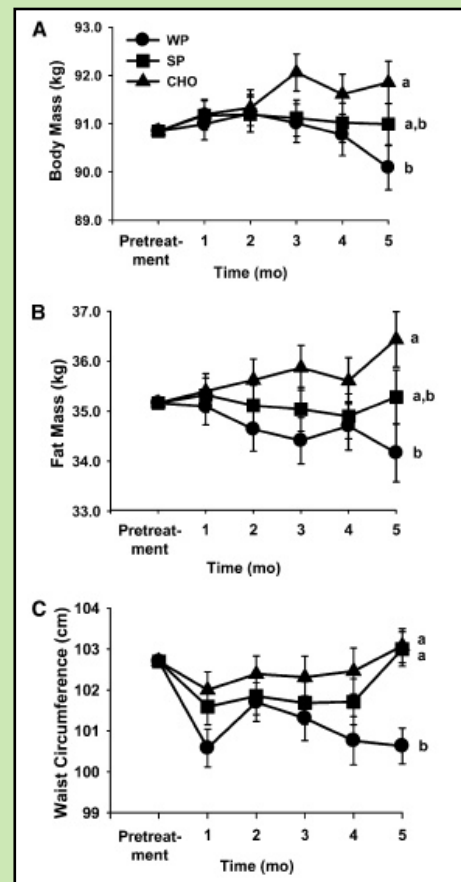 A
WP
SP
CHO
93.0
92.0
91.0
90.0
89.0
Body Mass (kg)
a
a,b
b
Pretreat-
ment
1 2 3 4 5
Time (mo)
B
37.0
36.0
35.0
34.0
33.0
Fat Mass (kg)
a
a,b
b
Pretreat-
ment
1 2 3 4 5
Time (mo)
C
104
103
102
101
100
99
Waist Circumference (cm)
a
a
b
Pretreat-
ment
1 2 3 4 5
Time (mo)